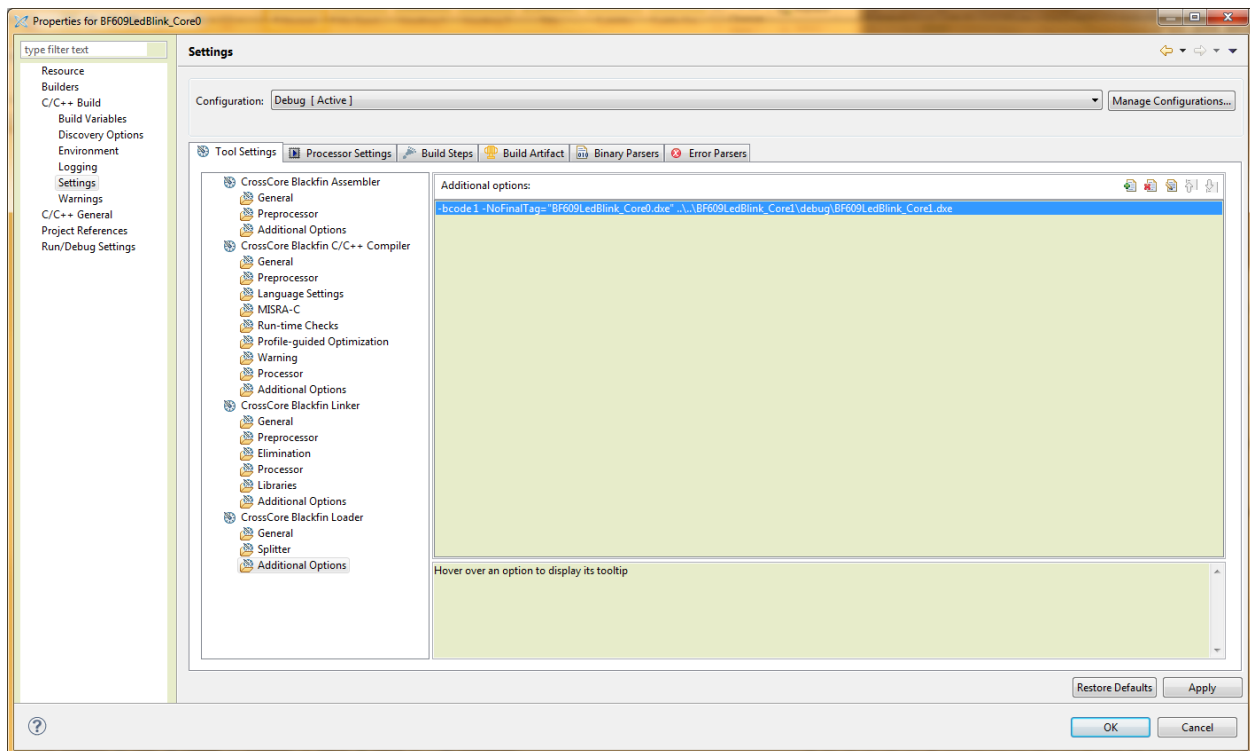 Properties for BF609LedBlink_Core0
type filter text
Resource
Builders
C/C++ Build
Build Variables
Discovery Options
Environment
Logging
Settings
Warnings
C/C++ General
Project References
Run/Debug Settings
Settings
Configuration: Debug [ Active ]
Manage Configurations...
Tool Settings Processor Settings Build Steps Build Artifact Binary Parsers Error Parsers
CrossCore Blackfin Assembler
General
Preprocessor
Additional Options
CrossCore Blackfin C/C++ Compiler
General
Preprocessor
Language Settings
MISRA-C
Run-time Checks
Profile-guided Optimization
Warning
Processor
Additional Options
CrossCore Blackfin Linker
General
Preprocessor
Elimination
Processor
Libraries
Additional Options
CrossCore Blackfin Loader
General
Splitter
Additional Options
Additional options:
-bcode 1 -NoFinalTag="BF609LedBlink_Core0.dxe" ..\..\BF609LedBlink_Core1\debug\BF609LedBlink_Core1.dxe
Hover over an option to display its tooltip
Restore Defaults Apply
OK Cancel